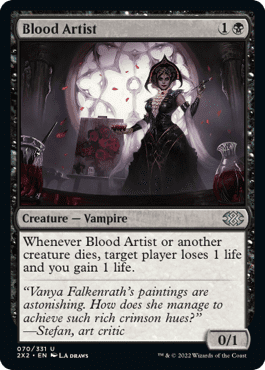 Blood Artist 1
Creature — Vampire
Whenever Blood Artist or another
creature dies, target player loses 1 life
and you gain 1 life.
“Vanya Falkenrath’s paintings are
astonishing. How does she manage to
achieve such rich crimson hues?”
—Stefan, art critic
0/1
070/331 U
2X2 • EN LA DRAWS
™ & © 2022 Wizards of the Coast